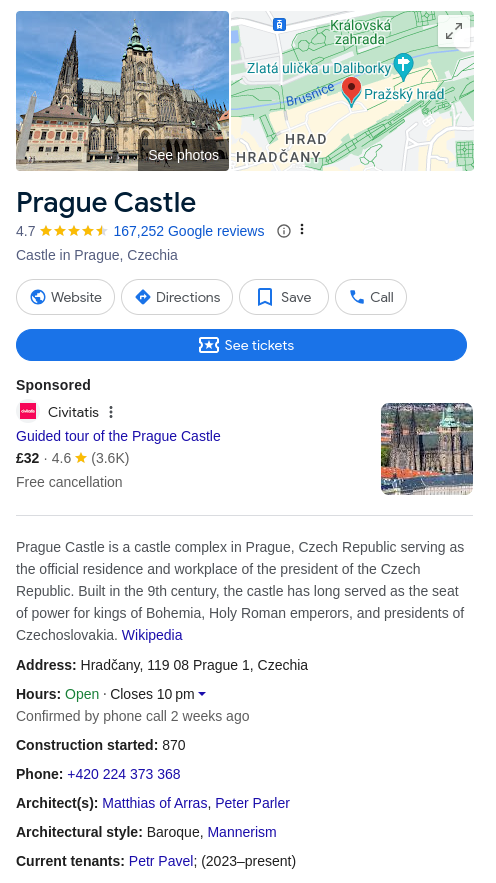 See photos
Královská
zahrada
Zlatá ulička u Daliborky
Brusnice
Pražský hrad
HRAD
HRADČANY
Prague Castle
4.7 167,252 Google reviews
Castle in Prague, Czechia
Website Directions Save Call
See tickets
Sponsored
civitatis Civitatis
Guided tour of the Prague Castle
£32 · 4.6 (3.6K)
Free cancellation
Prague Castle is a castle complex in Prague, Czech Republic serving as
the official residence and workplace of the president of the Czech
Republic. Built in the 9th century, the castle has long served as the seat
of power for kings of Bohemia, Holy Roman emperors, and presidents of
Czechoslovakia. Wikipedia
Address: Hradčany, 119 08 Prague 1, Czechia
Hours: Open · Closes 10 pm
Confirmed by phone call 2 weeks ago
Construction started: 870
Phone: +420 224 373 368
Architect(s): Matthias of Arras, Peter Parler
Architectural style: Baroque, Mannerism
Current tenants: Petr Pavel; (2023–present)